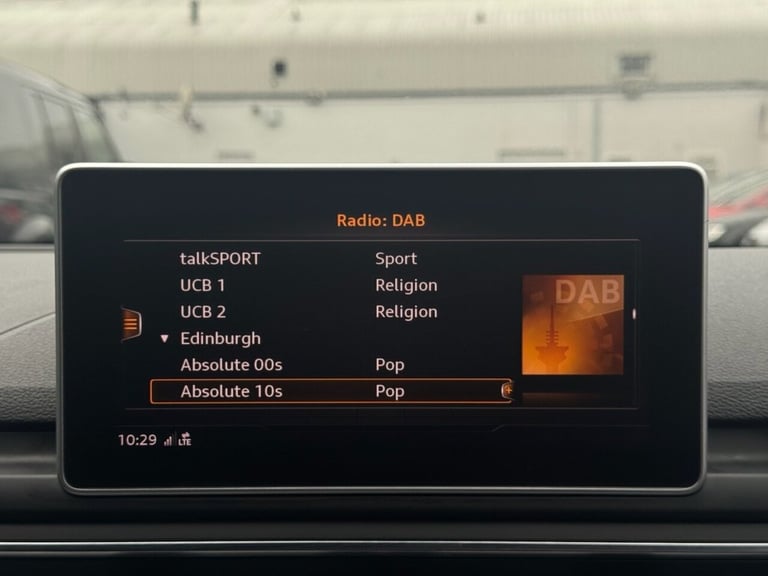 Radio: DAB
talkSPORT Sport
UCB 1 Religion
UCB 2 Religion
Edinburgh
Absolute 00s Pop
Absolute 10s Pop
DAB
10:29 LTE